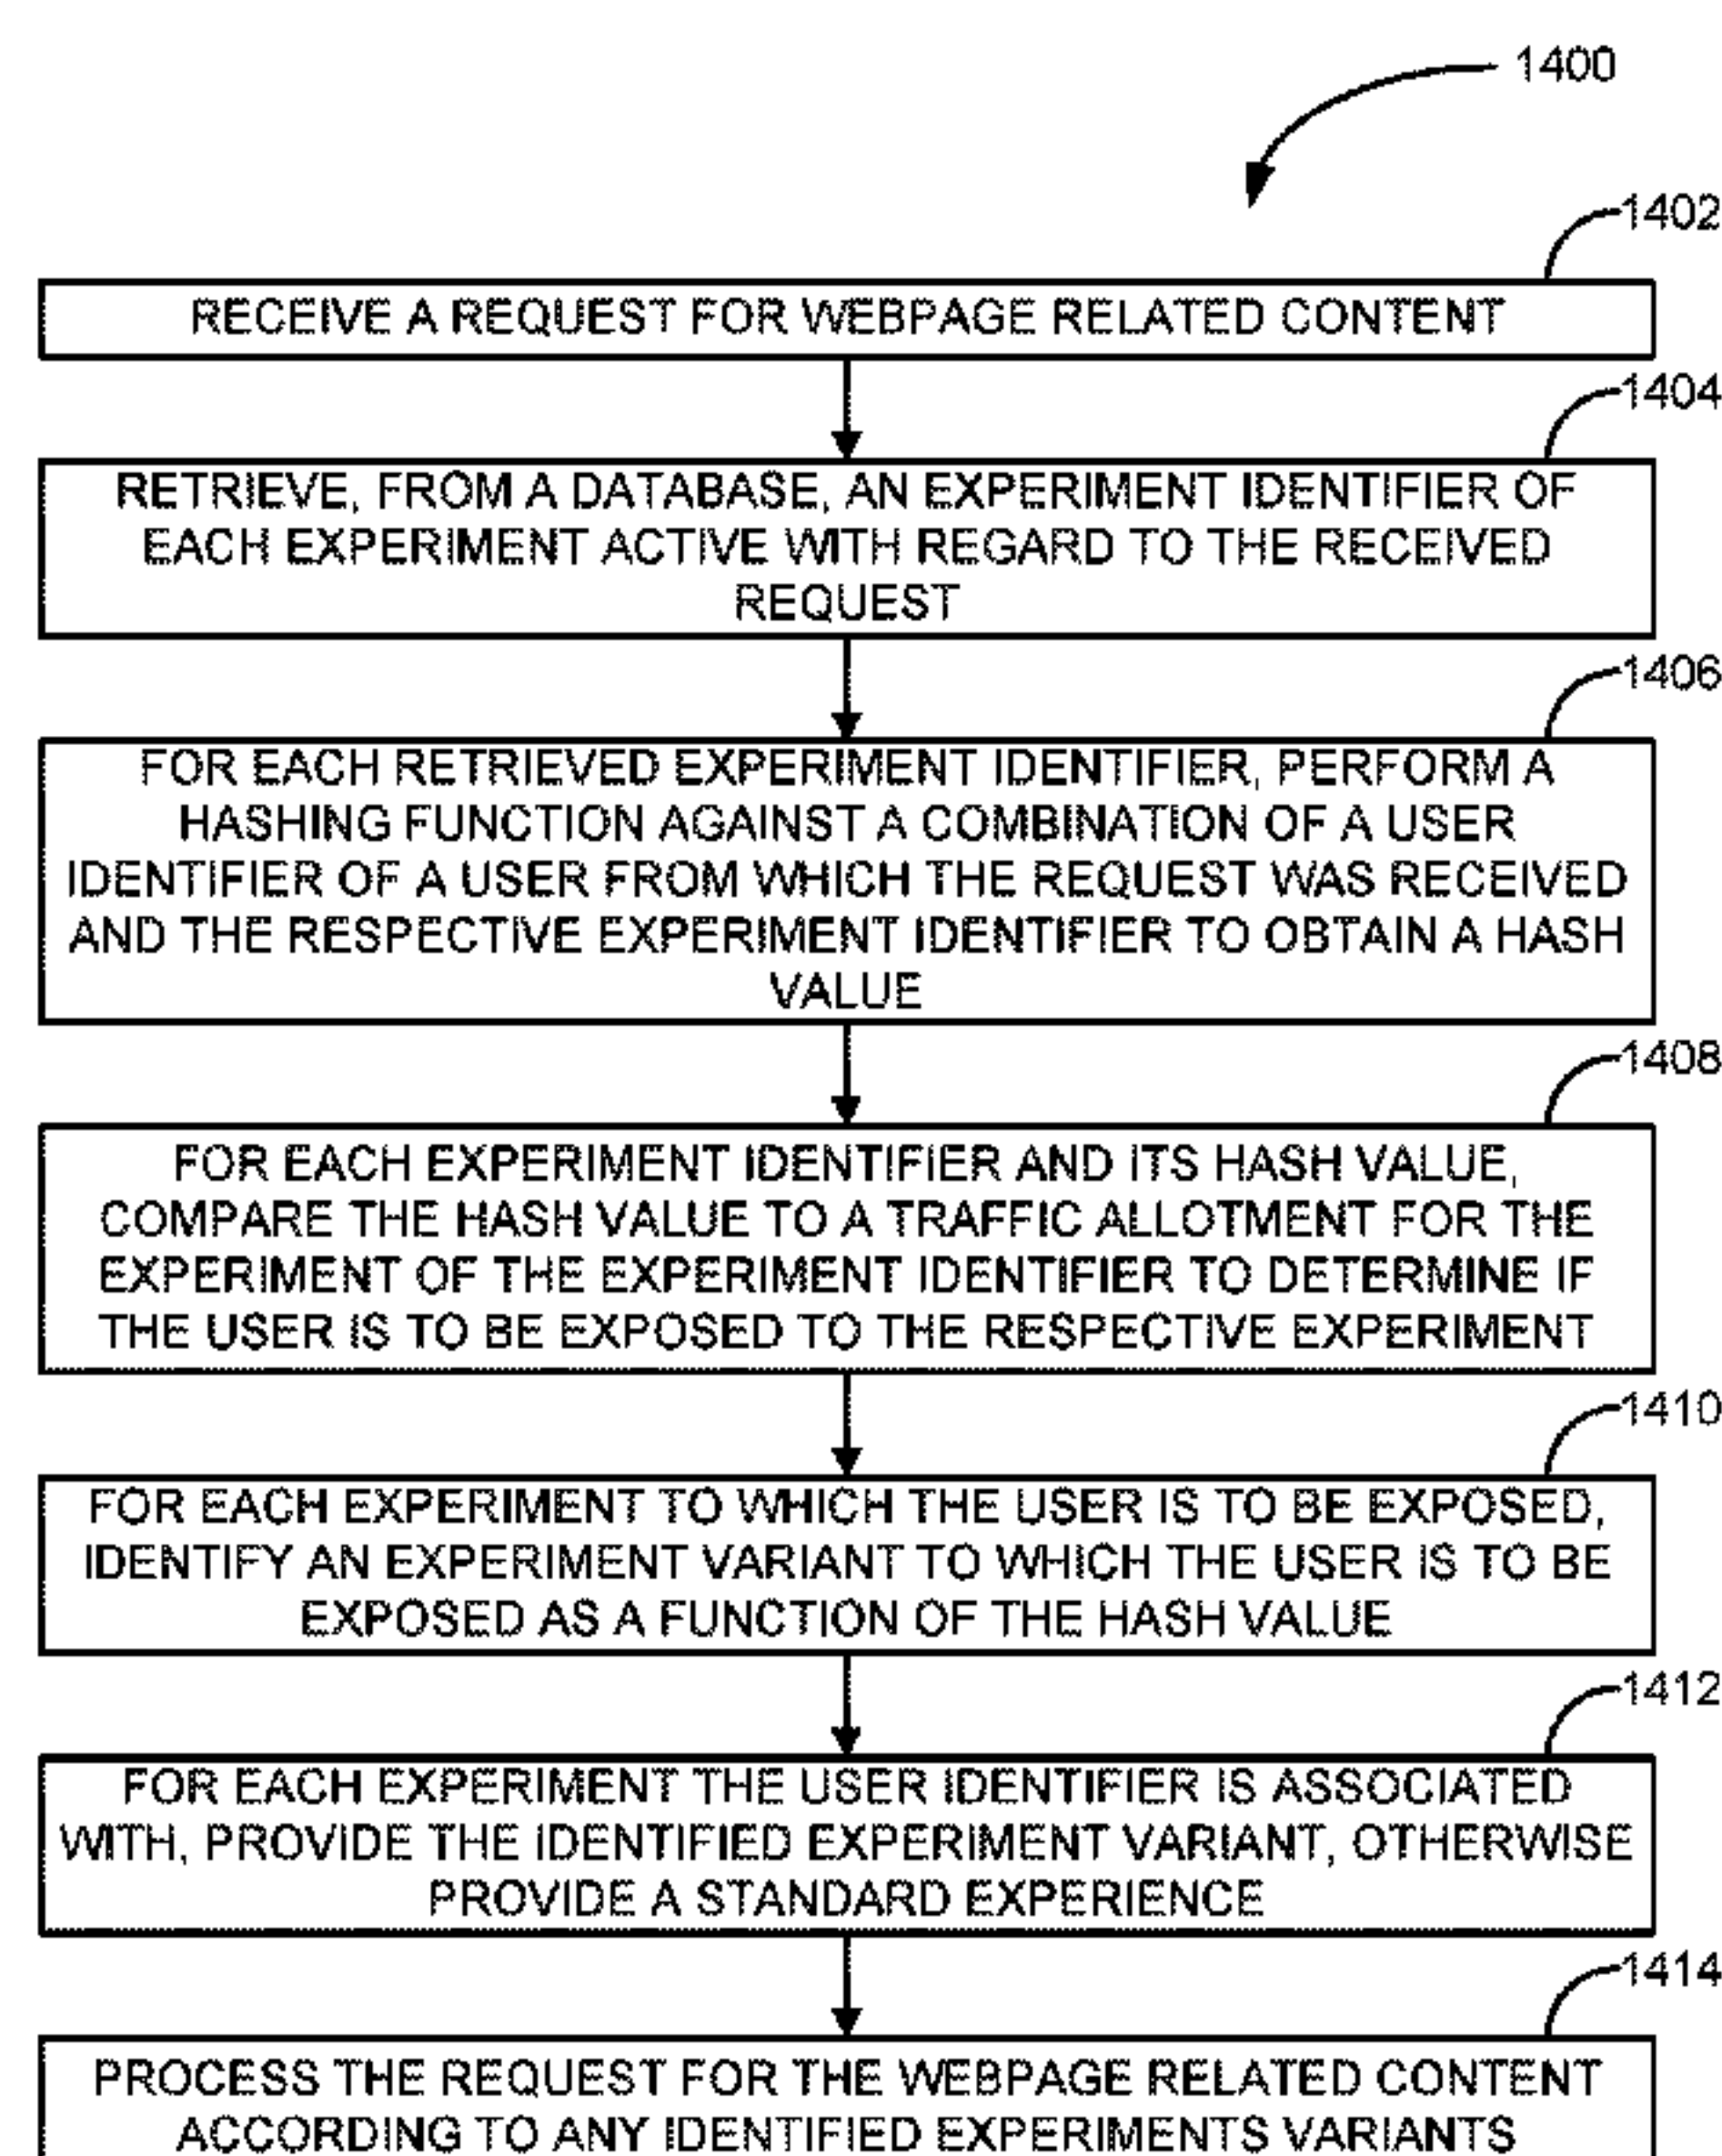 1400
1402
RECEIVE A REQUEST FOR WEBPAGE RELATED CONTENT
1404
RETRIEVE, FROM A DATABASE, AN EXPERIMENT IDENTIFIER OF
EACH EXPERIMENT ACTIVE WITH REGARD TO THE RECEIVED
REQUEST
1406
FOR EACH RETRIEVED EXPERIMENT IDENTIFIER, PERFORM A
HASHING FUNCTION AGAINST A COMBINATION OF A USER
IDENTIFIER OF A USER FROM WHICH THE REQUEST WAS RECEIVED
AND THE RESPECTIVE EXPERIMENT IDENTIFIER TO OBTAIN A HASH
VALUE
1408
FOR EACH EXPERIMENT IDENTIFIER AND ITS HASH VALUE,
COMPARE THE HASH VALUE TO A TRAFFIC ALLOTMENT FOR THE
EXPERIMENT OF THE EXPERIMENT IDENTIFIER TO DETERMINE IF
THE USER IS TO BE EXPOSED TO THE RESPECTIVE EXPERIMENT
1410
FOR EACH EXPERIMENT TO WHICH THE USER IS TO BE EXPOSED,
IDENTIFY AN EXPERIMENT VARIANT TO WHICH THE USER IS TO BE
EXPOSED AS A FUNCTION OF THE HASH VALUE
1412
FOR EACH EXPERIMENT THE USER IDENTIFIER IS ASSOCIATED
WITH, PROVIDE THE IDENTIFIED EXPERIMENT VARIANT, OTHERWISE
PROVIDE A STANDARD EXPERIENCE
1414
PROCESS THE REQUEST FOR THE WEBPAGE RELATED CONTENT
ACCORDING TO ANY IDENTIFIED EXPERIMENTS VARIANTS